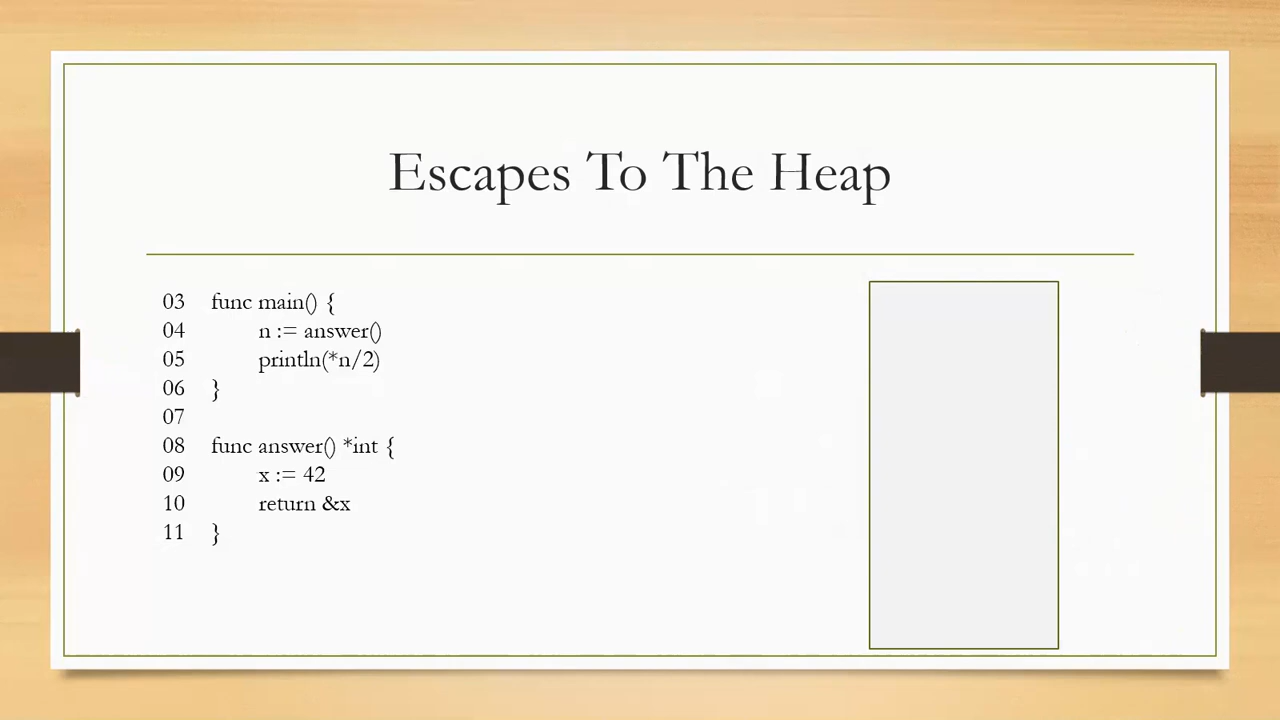 Escapes To The Heap
03 func main() {
04 n := answer()
05 println(*n/2)
06 }
07
08 func answer() *int {
09 x := 42
10 return &x
11 }